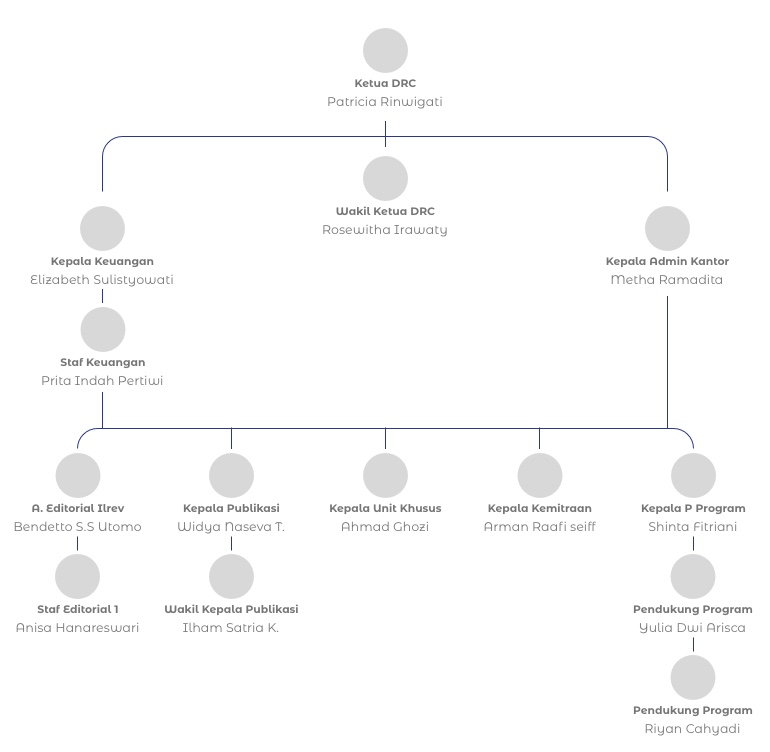 Ketua DRC
Patricia Rinwigati
Wakil Ketua DRC
Rosewitha Irawaty
Kepala Keuangan
Elizabeth Sulistyowati
Kepala Admin Kantor
Metha Ramadita
Staf Keuangan
Prita Indah Pertiwi
A. Editorial Ilrev
Bendetto S.S Utomo
Kepala Publikasi
Widya Naseva T.
Kepala Unit Khusus
Ahmad Ghozi
Kepala Kemitraan
Arman Raafi seiff
Kepala P Program
Shinta Fitriani
Staf Editorial 1
Anisa Hanareswari
Wakil Kepala Publikasi
Ilham Satria K.
Pendukung Program
Yulia Dwi Arisca
Pendukung Program
Riyan Cahyadi